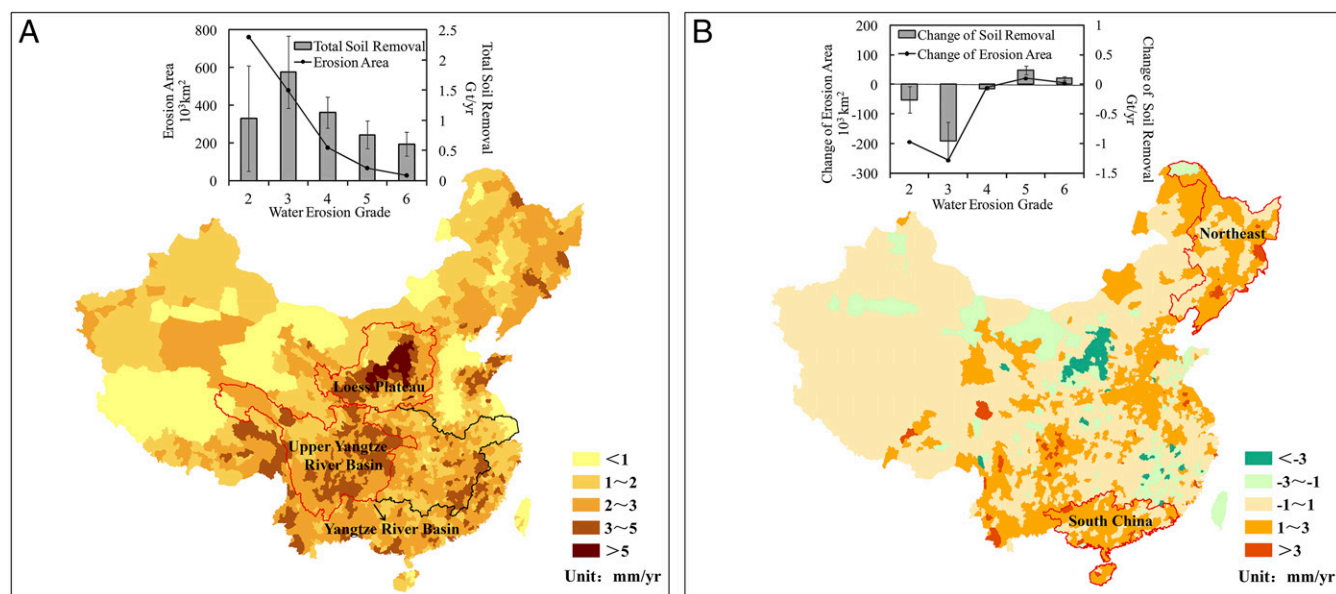 A
800
600
400
200
0
Erosion Area
10³km²
Total Soil Removal
Erosion Area
2.5
2
1.5
1
0.5
0
Total Soil Removal
Gt/yr
2 3 4 5 6
Water Erosion Grade
Loess Plateau
Upper Yangtze
River Basin
Yangtze River Basin
<1
1~2
2~3
3~5
>5
Unit: mm/yr
B
200
100
0
-100
-200
-300
Change of Erosion Area
10³km²
Change of Soil Removal
Change of Erosion Area
1
0.5
0
-0.5
-1
-1.5
Change of Soil Removal
Gt/yr
2 3 4 5 6
Water Erosion Grade
Northeast
South China
<-3
-3~-1
-1~1
1~3
>3
Unit: mm/yr